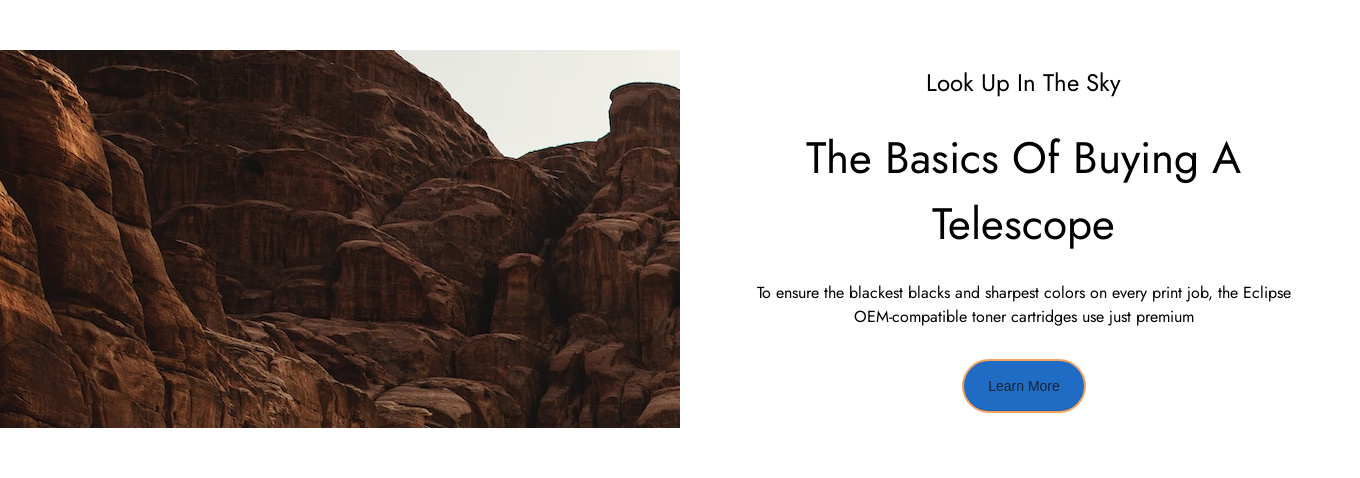 Look Up In The Sky
The Basics Of Buying A
Telescope
To ensure the blackest blacks and sharpest colors on every print job, the Eclipse
OEM-compatible toner cartridges use just premium
Learn More